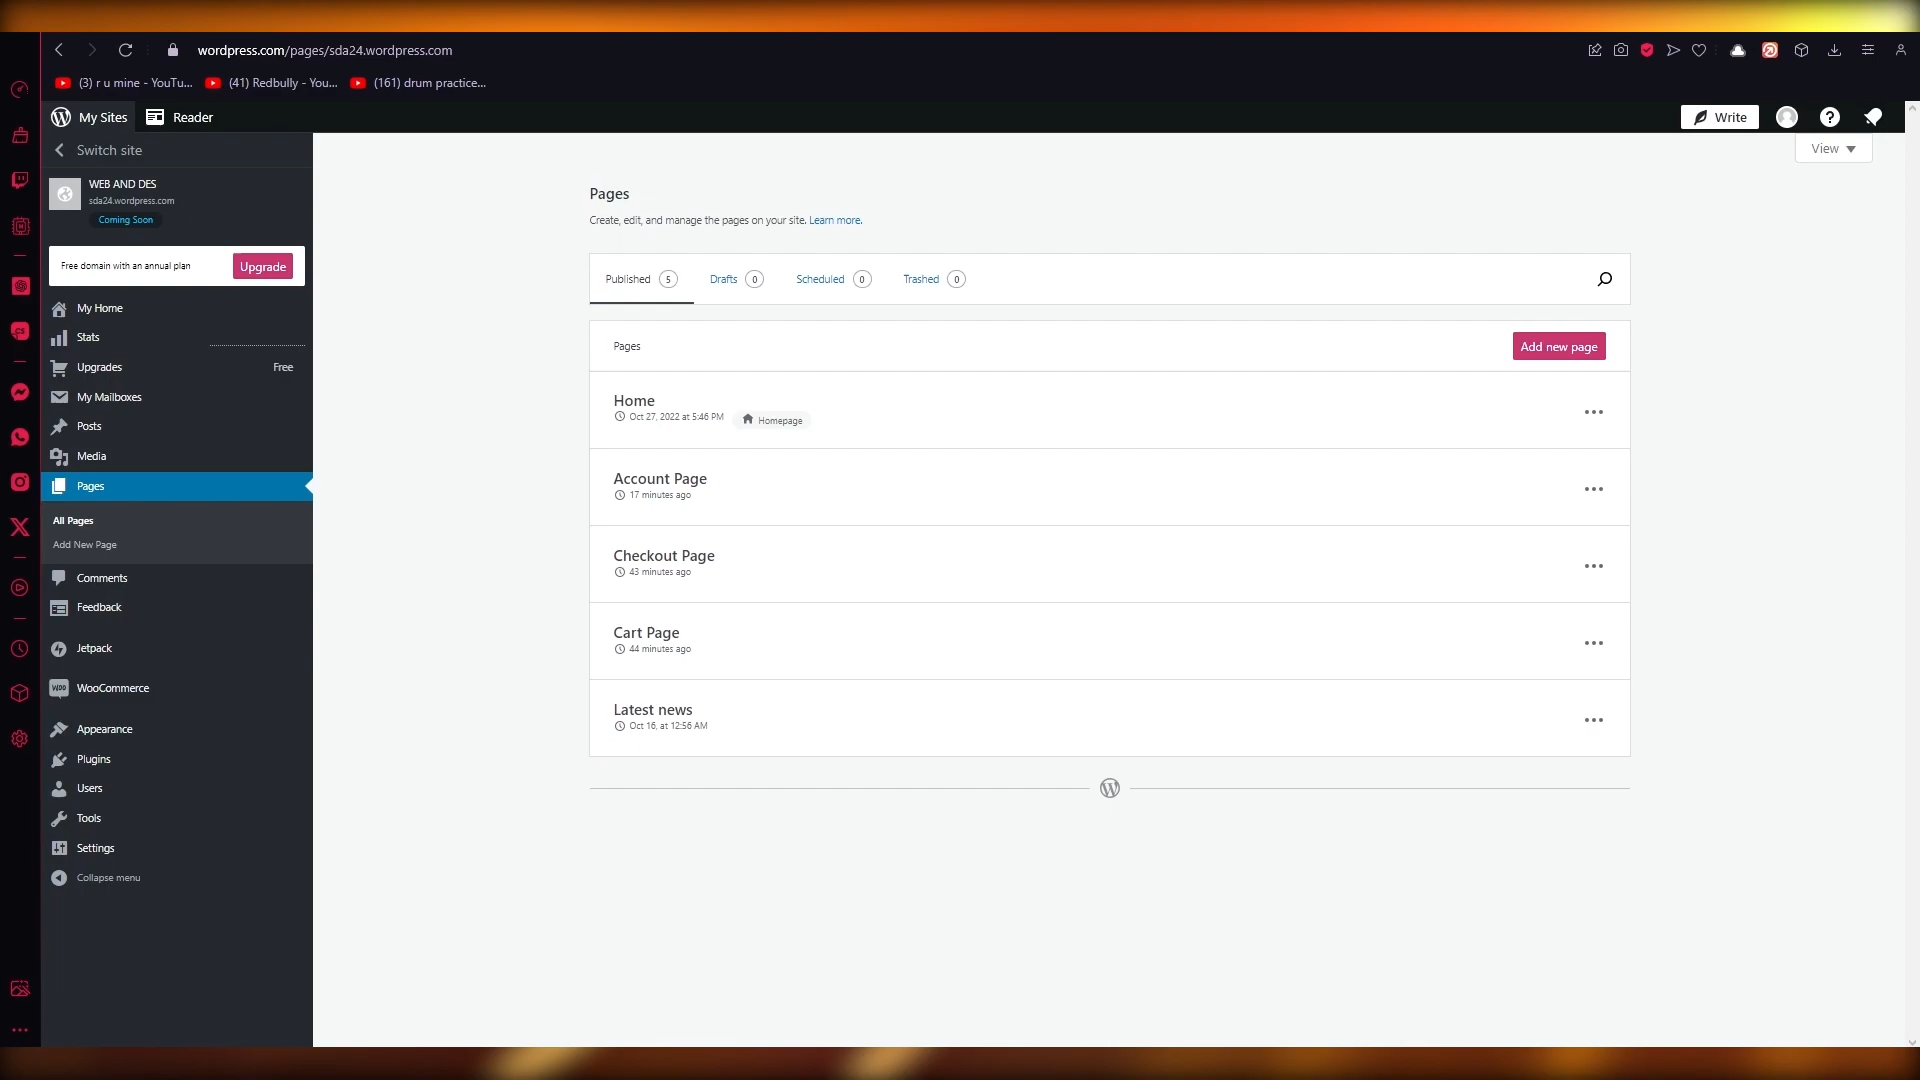 wordpress.com/pages/sda24.wordpress.com
(3) r u mine - YouTu...
(41) Redbully - You...
(161) drum practice...
My Sites
Reader
Write
Switch site
View
WEB AND DES
sda24.wordpress.com
Coming Soon
Free domain with an annual plan
Upgrade
My Home
Stats
Upgrades
Free
My Mailboxes
Posts
Media
Pages
All Pages
Add New Page
Comments
Feedback
Jetpack
WooCommerce
Appearance
Plugins
Users
Tools
Settings
Collapse menu
Pages
Create, edit, and manage the pages on your site. Learn more.
Published 5
Drafts 0
Scheduled 0
Trashed 0
Pages
Add new page
Home
Oct 27, 2022 at 5:46 PM
Homepage
Account Page
17 minutes ago
Checkout Page
43 minutes ago
Cart Page
44 minutes ago
Latest news
Oct 16, at 12:56 AM